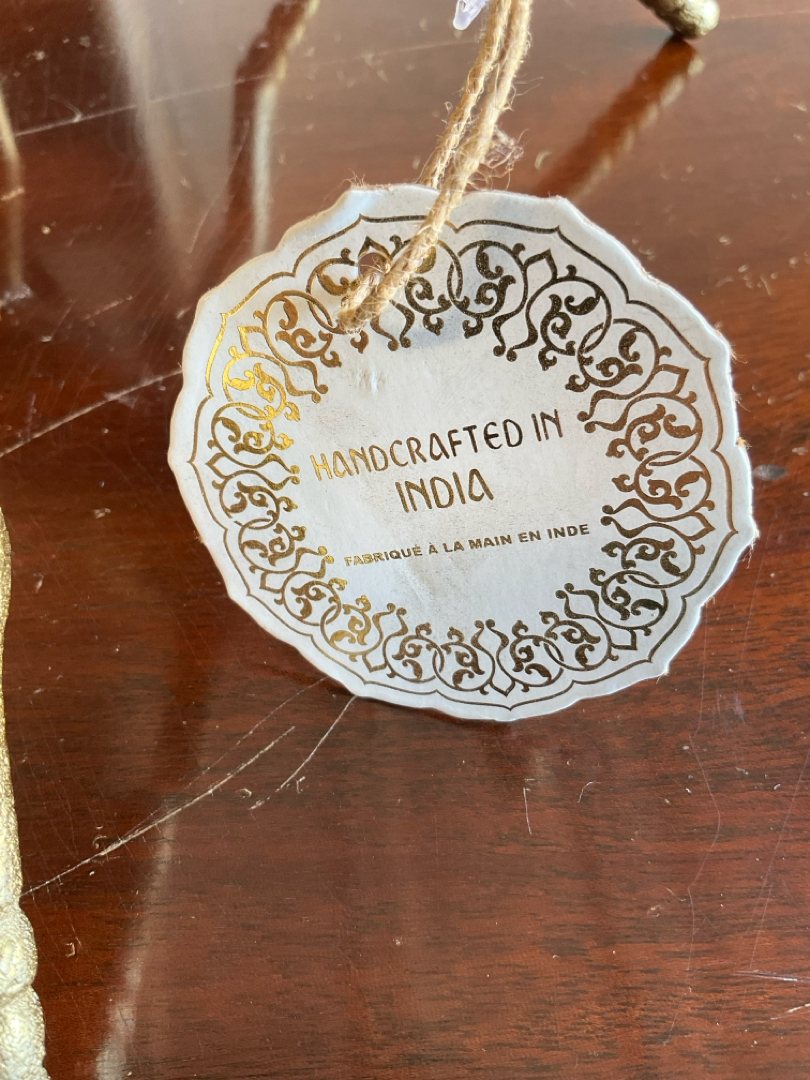 HANDCRAFTED IN
INDIA
FABRIQUÉ À LA MAIN EN INDE